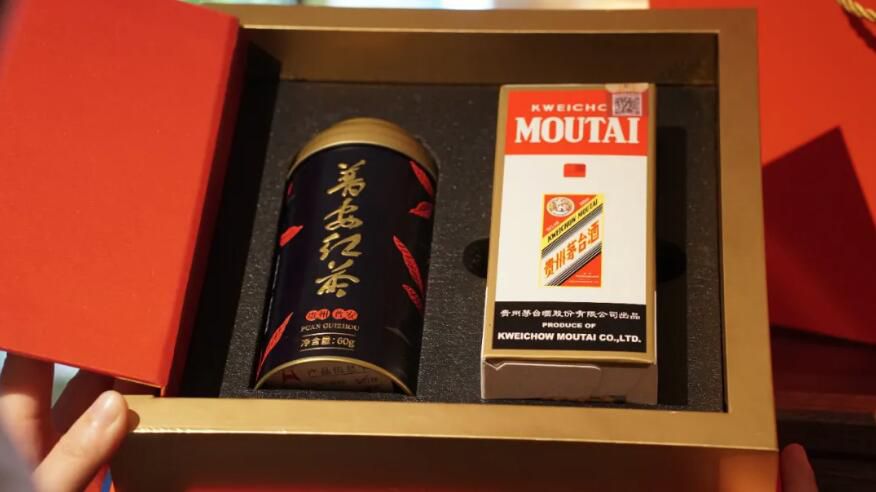 普安红茶
贵州 普安
PUAN GUIZHOU
净含量:60g
KWEICHO
MOUTAI
KWEICHOW MOUTAI
贵州茅台酒
贵州茅台酒股份有限公司出品
PRODUCE OF
KWEICHOW MOUTAI CO.,LTD.